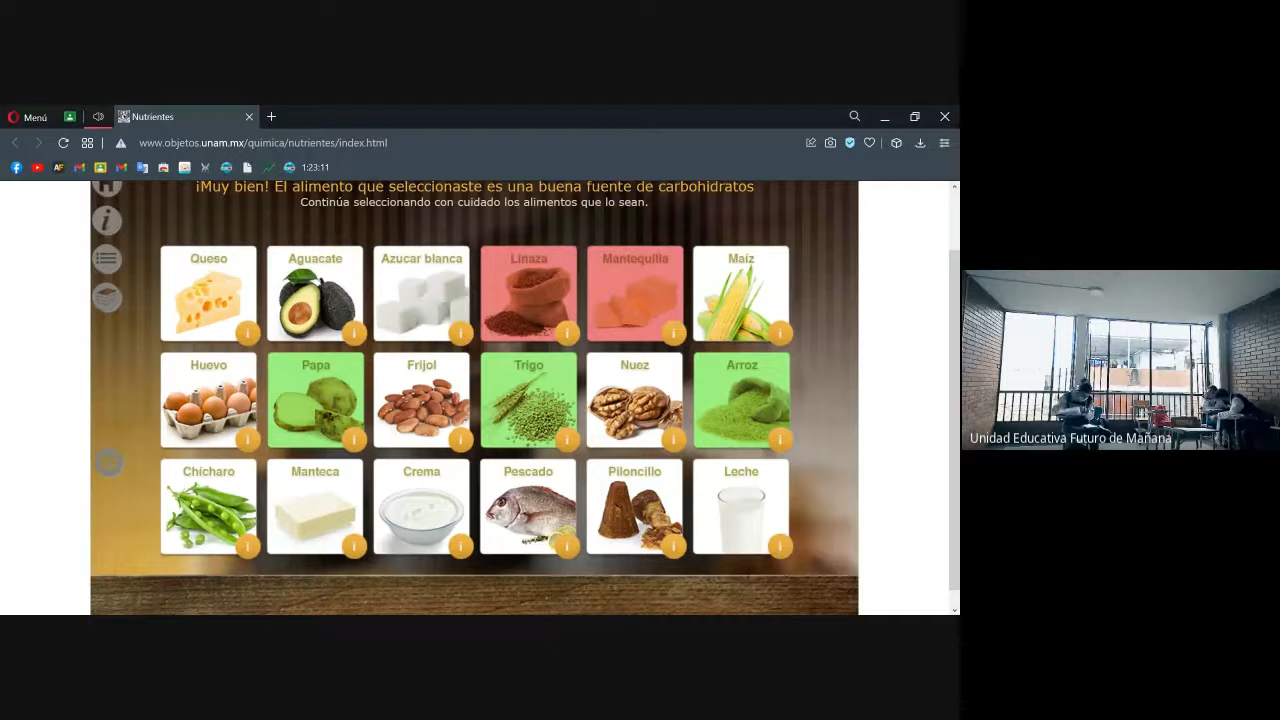 Menú
Nutrientes
www.objetos.unam.mx/quimica/nutrientes/index.html
AF
1:23:11
¡Muy bien! El alimento que seleccionaste es una buena fuente de carbohidratos
Continúa seleccionando con cuidado los alimentos que lo sean.
Queso
Aguacate
Azucar blanca
Linaza
Mantequilla
Maíz
Huevo
Papa
Frijol
Trigo
Nuez
Arroz
Chícharo
Manteca
Crema
Pescado
Piloncillo
Leche
Unidad Educativa Futuro de Mañana